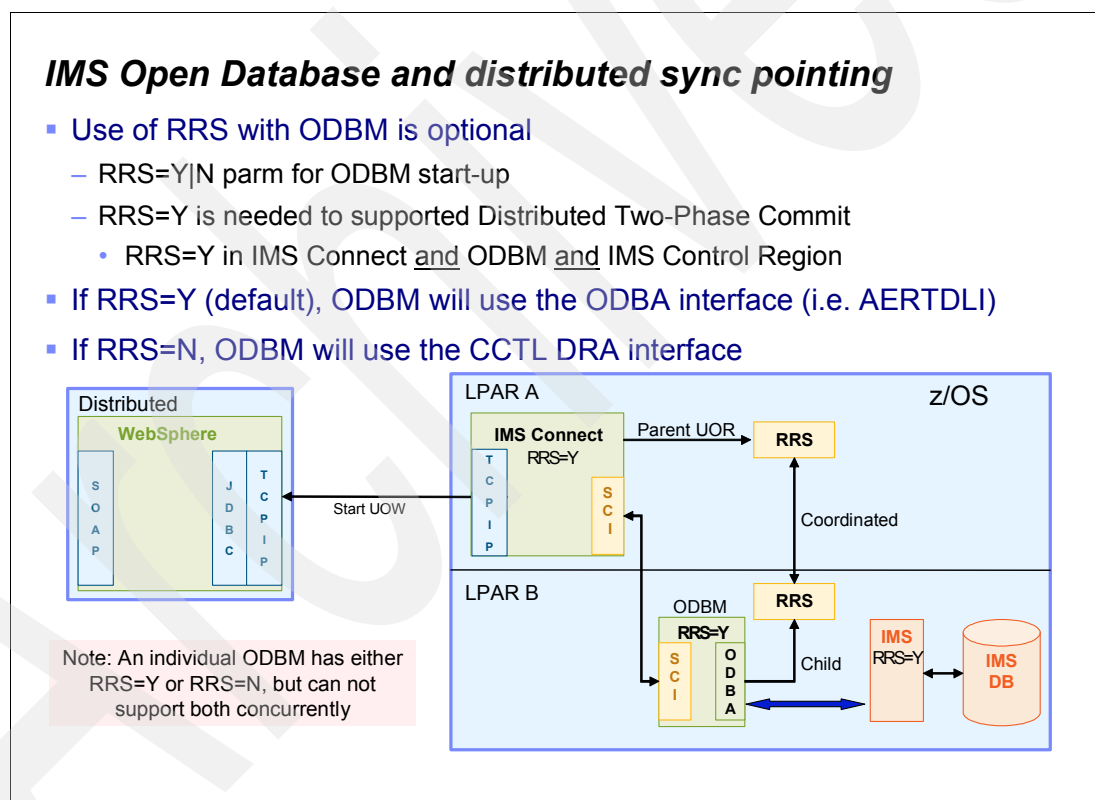 IMS Open Database and distributed sync pointing
▪ Use of RRS with ODBM is optional
– RRS=Y|N parm for ODBM start-up
– RRS=Y is needed to supported Distributed Two-Phase Commit
• RRS=Y in IMS Connect and ODBM and IMS Control Region
▪ If RRS=Y (default), ODBM will use the ODBA interface (i.e. AERTDLI)
▪ If RRS=N, ODBM will use the CCTL DRA interface
Distributed
WebSphere
SOAP
JDBC
TCPIP
Start UOW
LPAR A
z/OS
IMS Connect
RRS=Y
TCPIP
SCI
Parent UOR
RRS
Coordinated
LPAR B
RRS
ODBM
RRS=Y
SCI
ODBA
Child
IMS
RRS=Y
IMS
DB
Note: An individual ODBM has either
RRS=Y or RRS=N, but can not
support both concurrently
Archive